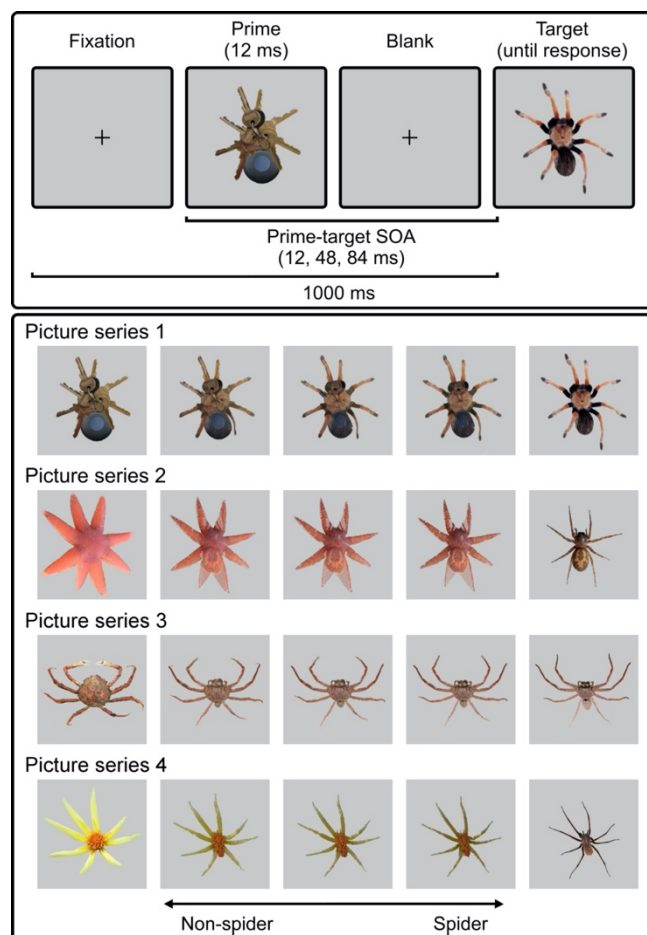 Fixation
Prime
(12 ms)
Blank
Target
(until response)
Prime-target SOA
(12, 48, 84 ms)
1000 ms
Picture series 1
Picture series 2
Picture series 3
Picture series 4
Non-spider
Spider